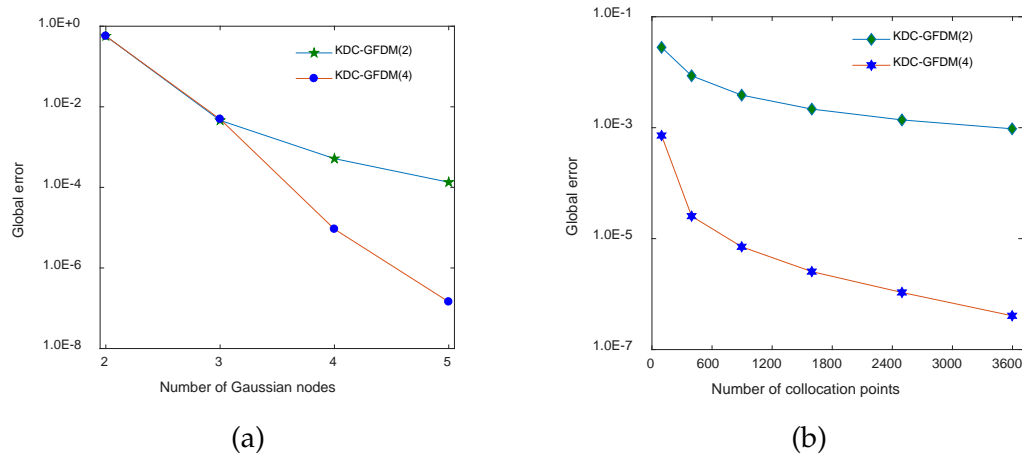 1.0E+0
1.0E-2
1.0E-4
1.0E-6
1.0E-8
Global error
2
3
4
5
Number of Gaussian nodes
KDC-GFDM(2)
KDC-GFDM(4)
(a)
1.0E-1
1.0E-3
1.0E-5
1.0E-7
Global error
0
600
1200
1800
2400
3000
3600
Number of collocation points
KDC-GFDM(2)
KDC-GFDM(4)
(b)